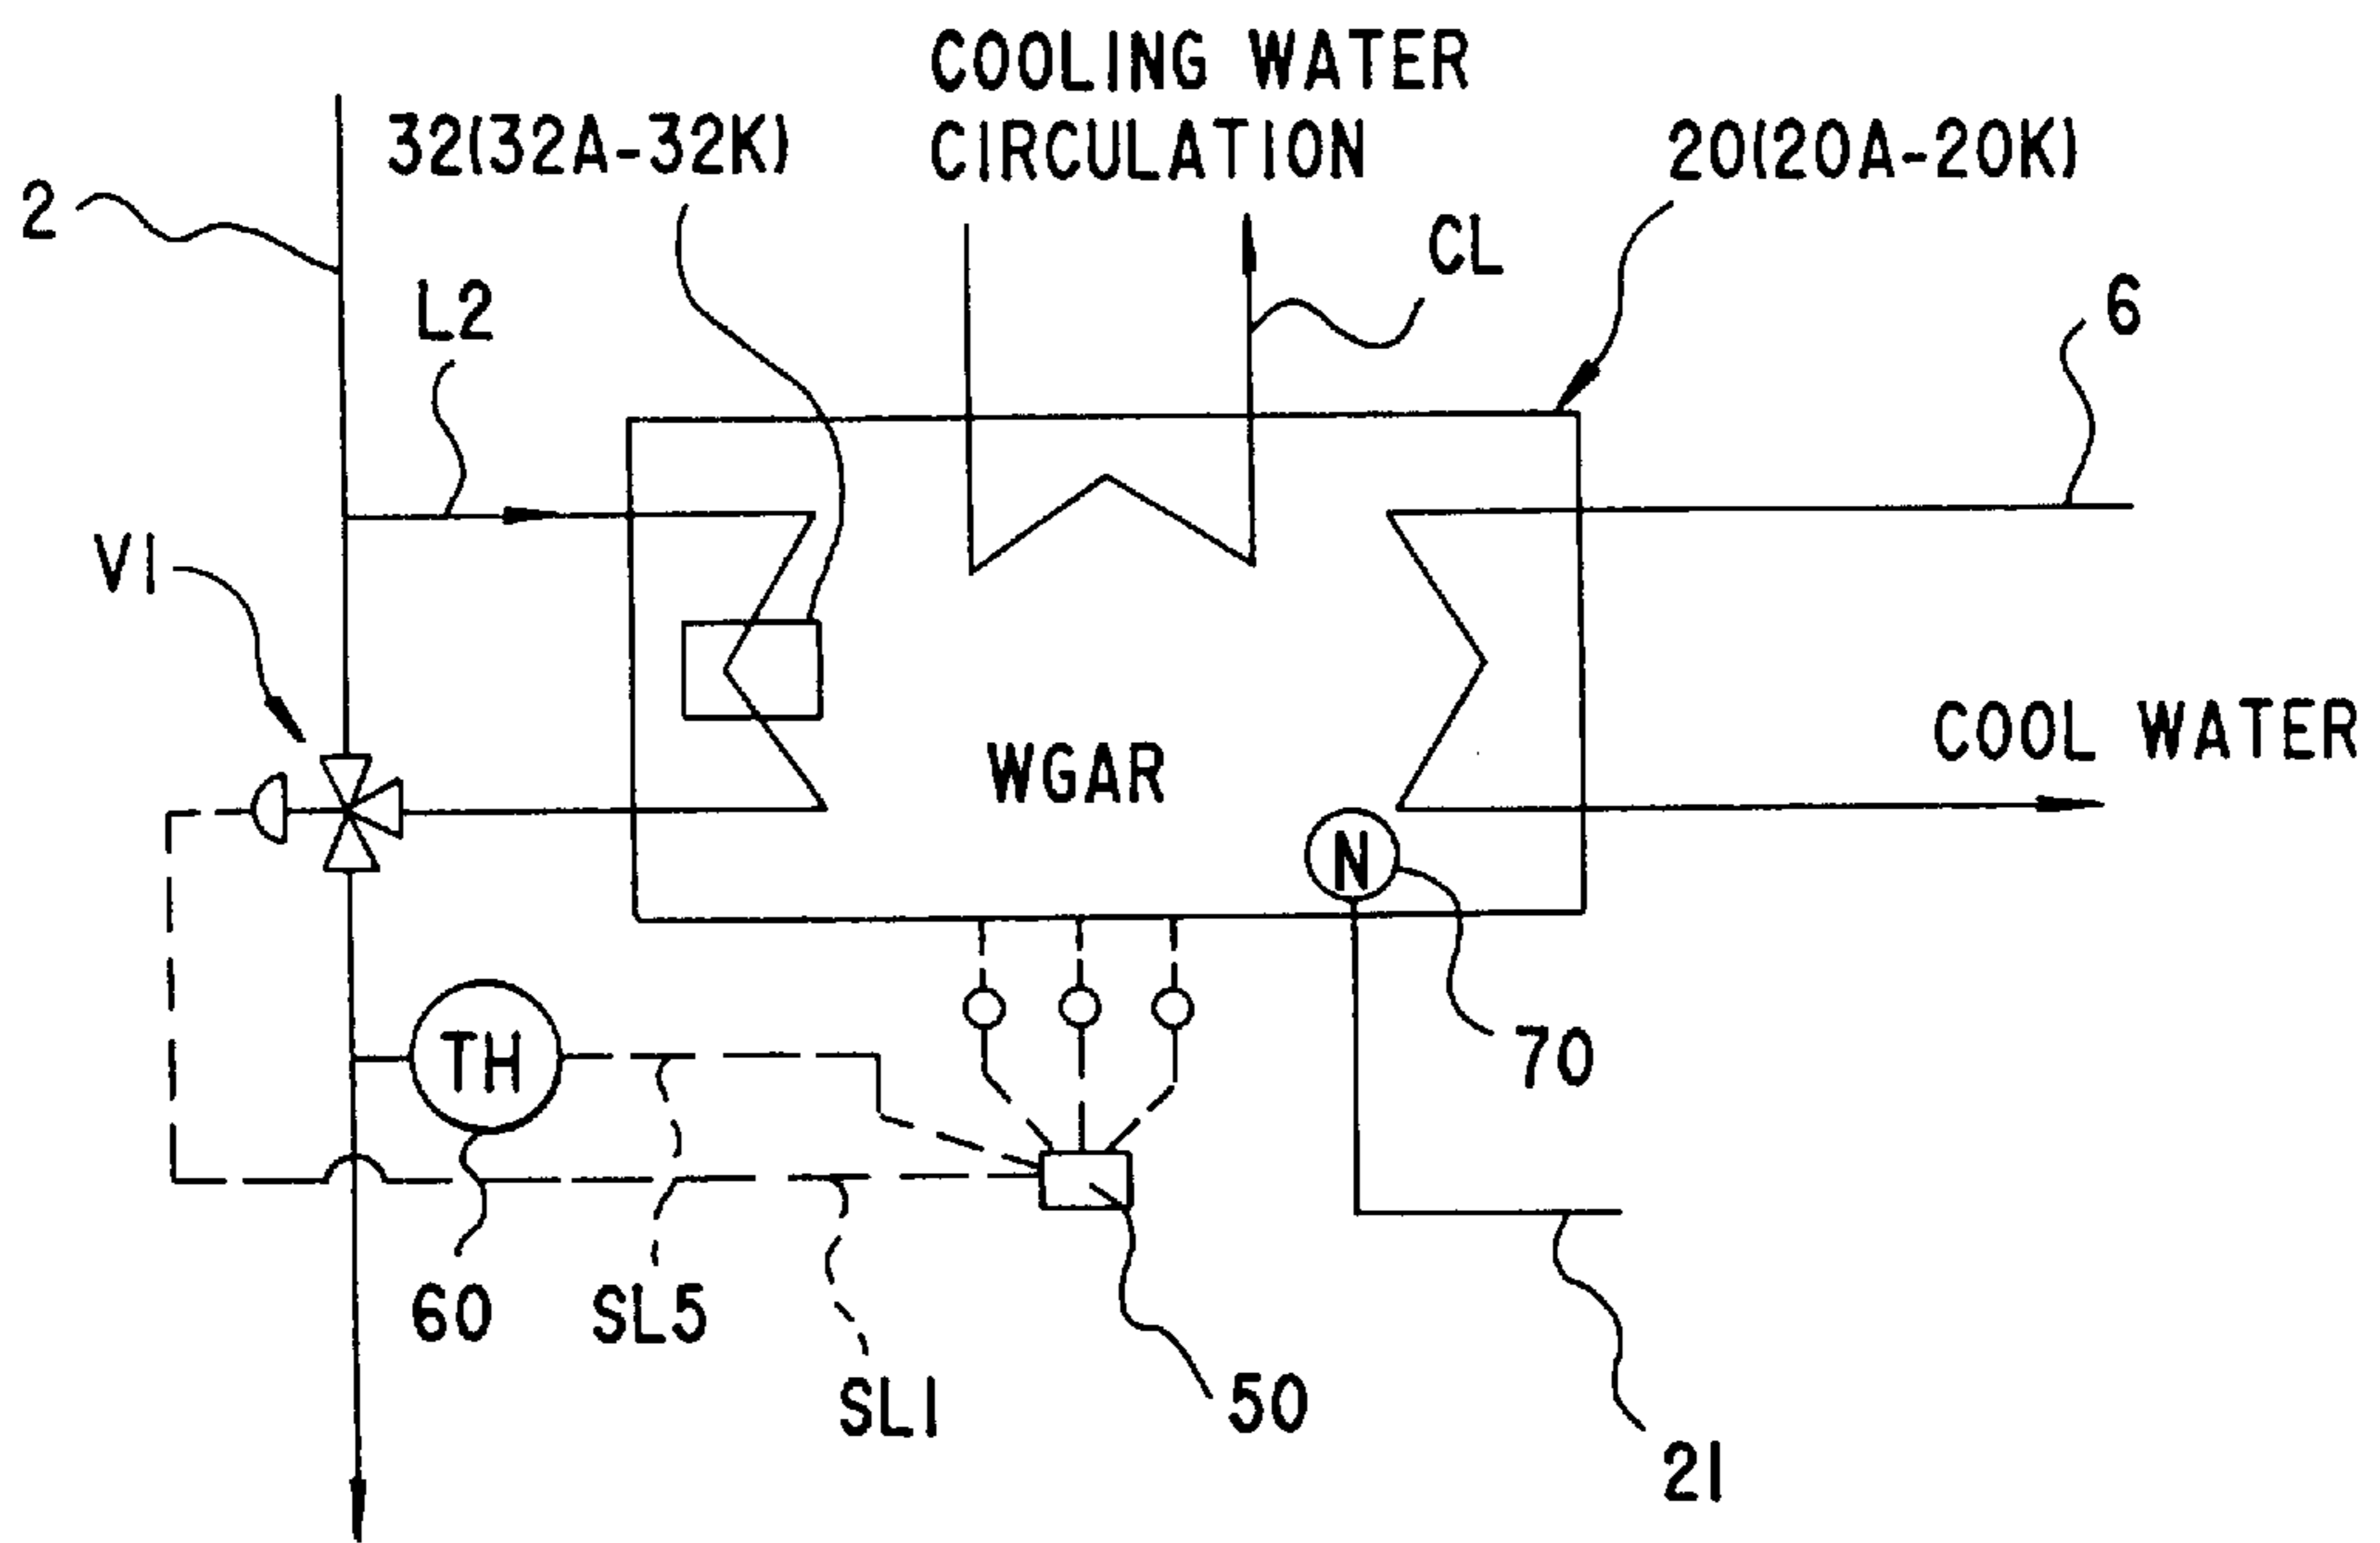 COOLING WATER
CIRCULATION
32(32A-32K)
20(20A-20K)
2
CL
L2
6
V1
COOL WATER
WGAR
N
TH
70
60
SL5
SL1
50
21